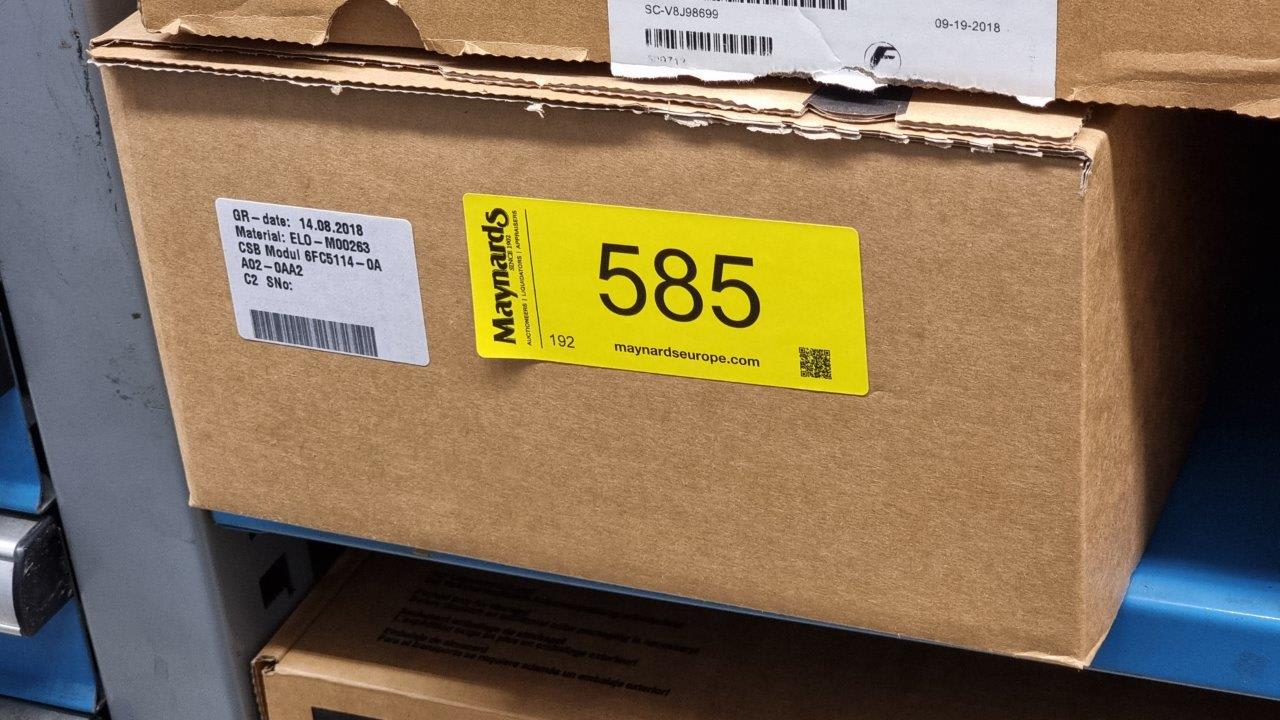 SC-V8J98699
09-19-2018
GR-date: 14.08.2018
Material: ELO-M00263
CSB Modul 6FC5114-0A
A02-0AA2
C2 SNo:
Maynards
SINCE 1902
AUCTIONEERS | LIQUIDATORS | APPRAISERS
585
192
maynardseurope.com